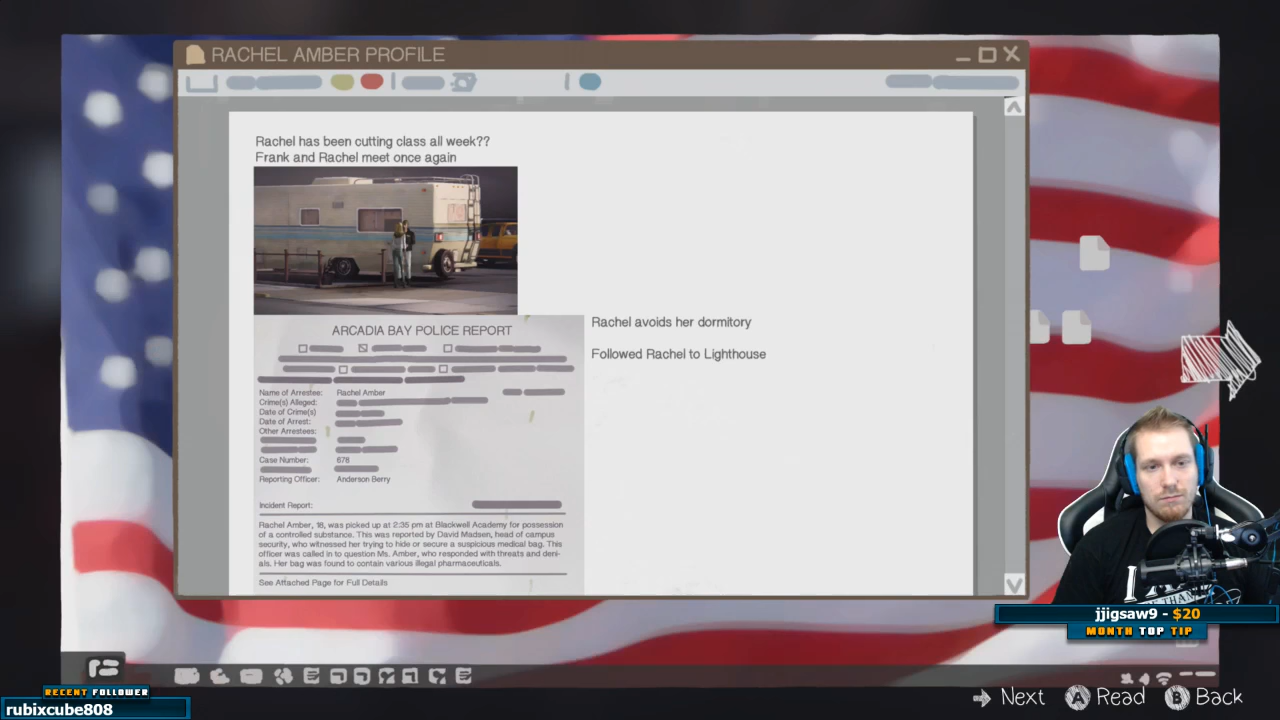 RACHEL AMBER PROFILE
Rachel has been cutting class all week??
Frank and Rachel meet once again
ARCADIA BAY POLICE REPORT
Name of Arrestee: Rachel Amber
Crime(s) Alleged:
Date of Crime(s)
Date of Arrest:
Other Arrestees:
Case Number: 678
Reporting Officer: Anderson Berry
Incident Report:
Rachel Amber, 18, was picked up at 2:35 pm at Blackwell Academy for possession
of a controlled substance. This was reported by David Madsen, head of campus
security, who witnessed her trying to hide or secure a suspicious medical bag. This
officer was called in to question Ms. Amber, who responded with threats and deni-
als. Her bag was found to contain various illegal pharmaceuticals.
See Attached Page for Full Details
Rachel avoids her dormitory
Followed Rachel to Lighthouse
jjigsaw9 - $20
MONTH TOP TIP
RECENT FOLLOWER
rubixcube808
Next A Read B Back